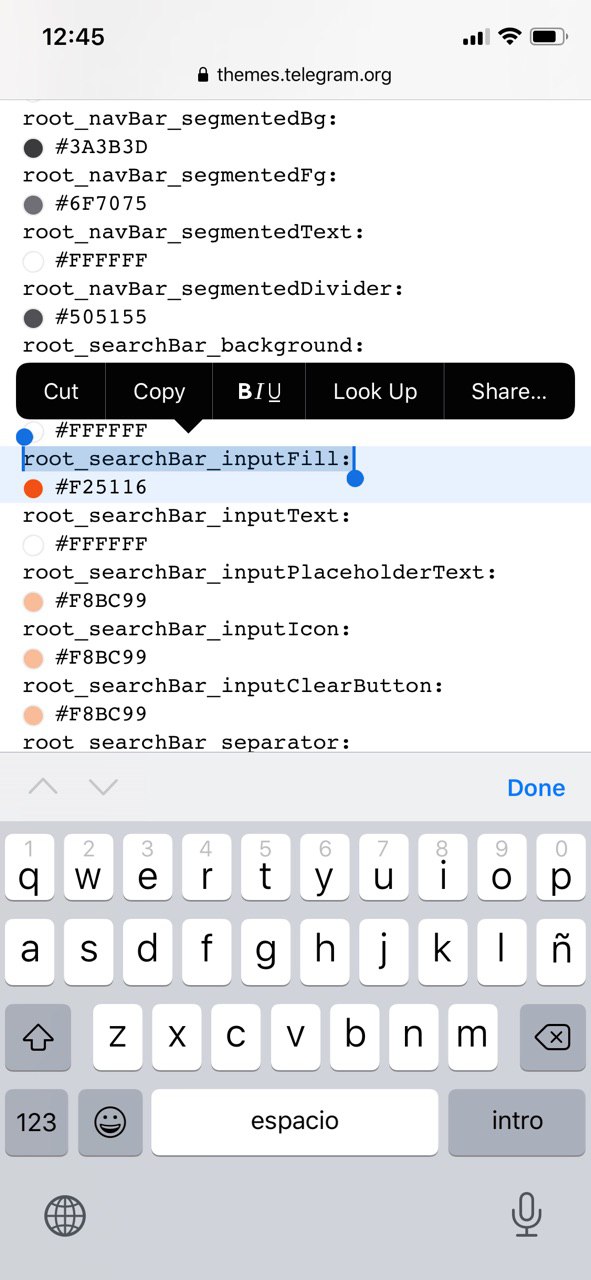 12:45
themes.telegram.org
root_navBar_segmentedBg:
#3A3B3D
root_navBar_segmentedFg:
#6F7075
root_navBar_segmentedText:
#FFFFFF
root_navBar_segmentedDivider:
#505155
root_searchBar_background:
Cut Copy BIU Look Up Share...
#FFFFFF
root_searchBar_inputFill:
#F25116
root_searchBar_inputText:
#FFFFFF
root_searchBar_inputPlaceholderText:
#F8BC99
root_searchBar_inputIcon:
#F8BC99
root_searchBar_inputClearButton:
#F8BC99
root_searchBar_separator:
Done
1 2 3 4 5 6 7 8 9 0
q w e r t y u i o p
a s d f g h j k l ñ
z x c v b n m
123 espacio intro